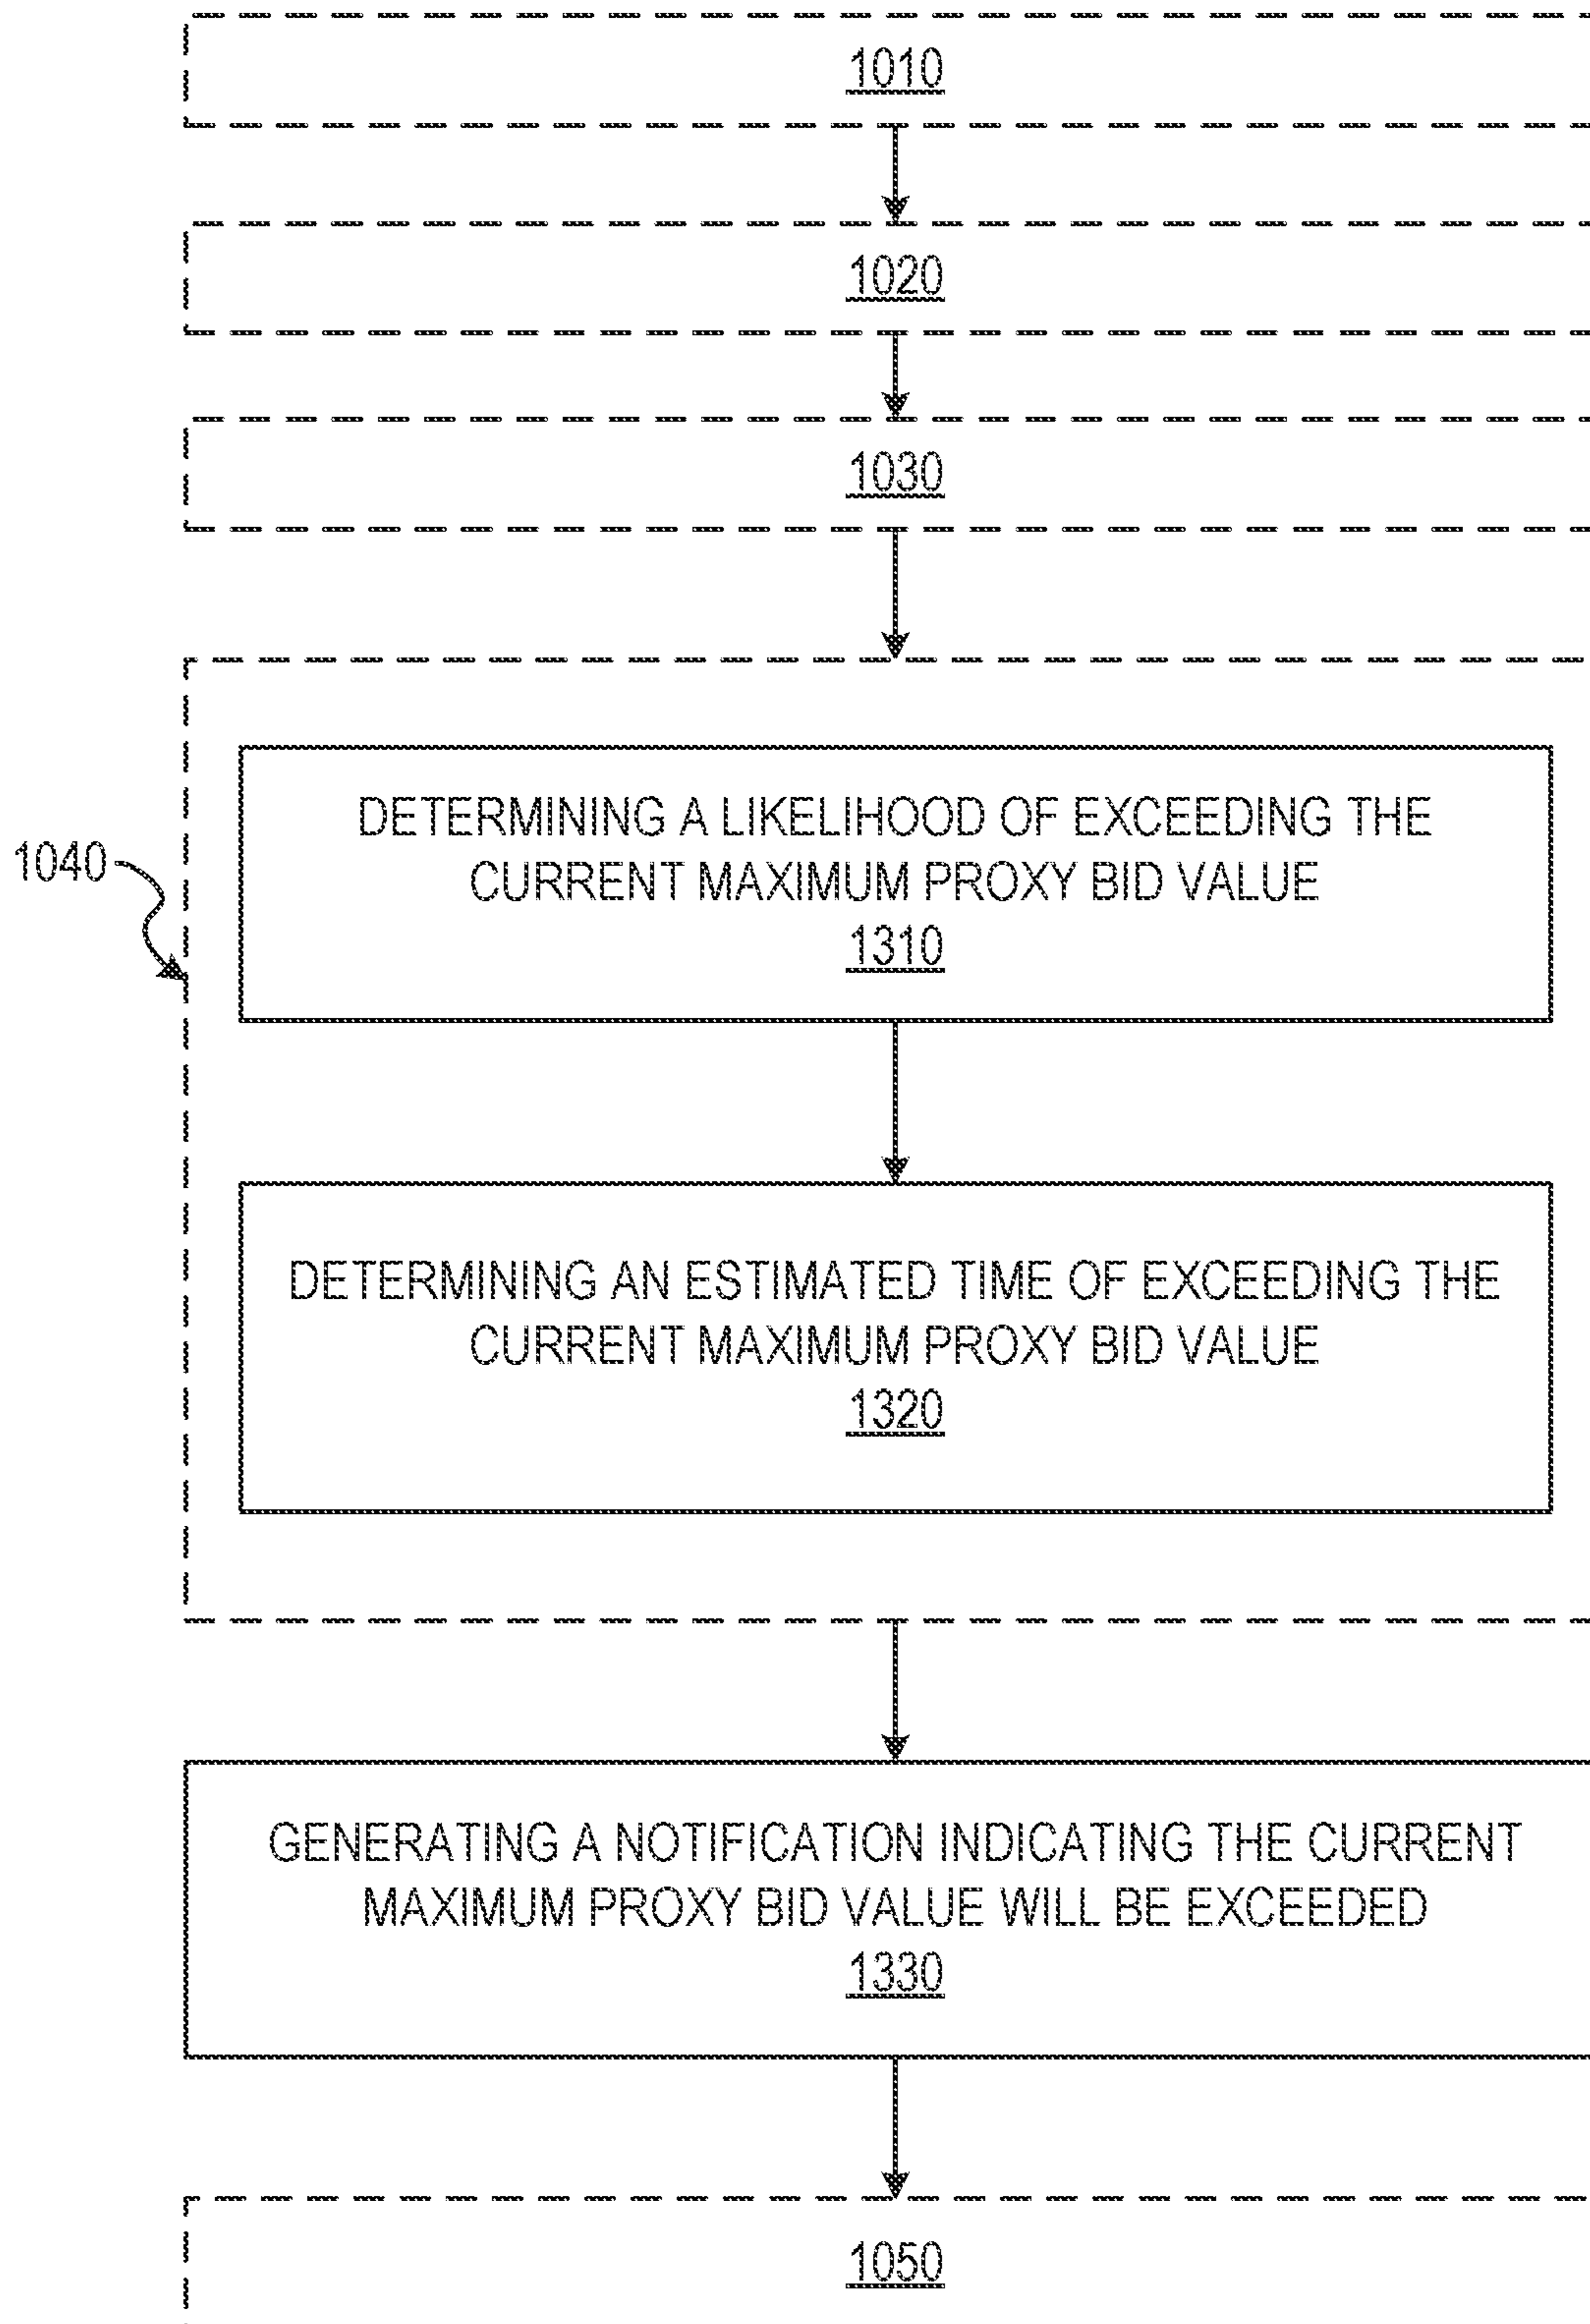 1010
1020
1030
1040
DETERMINING A LIKELIHOOD OF EXCEEDING THE
CURRENT MAXIMUM PROXY BID VALUE
1310
DETERMINING AN ESTIMATED TIME OF EXCEEDING THE
CURRENT MAXIMUM PROXY BID VALUE
1320
GENERATING A NOTIFICATION INDICATING THE CURRENT
MAXIMUM PROXY BID VALUE WILL BE EXCEEDED
1330
1050